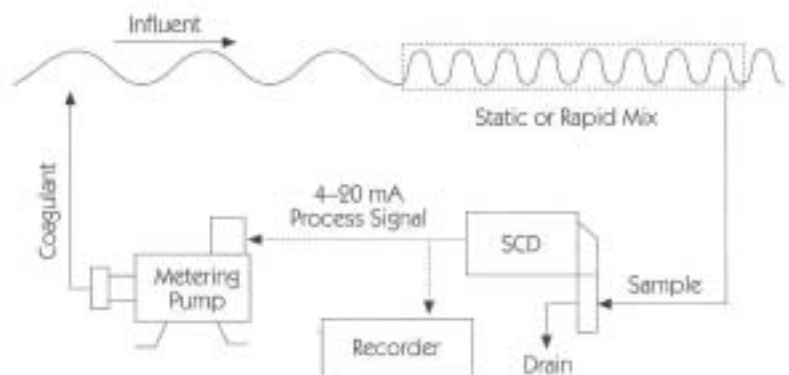 Influent
Static or Rapid Mix
Coagulant
4–20 mA
Process Signal
SCD
Metering
Pump
Sample
Recorder
Drain